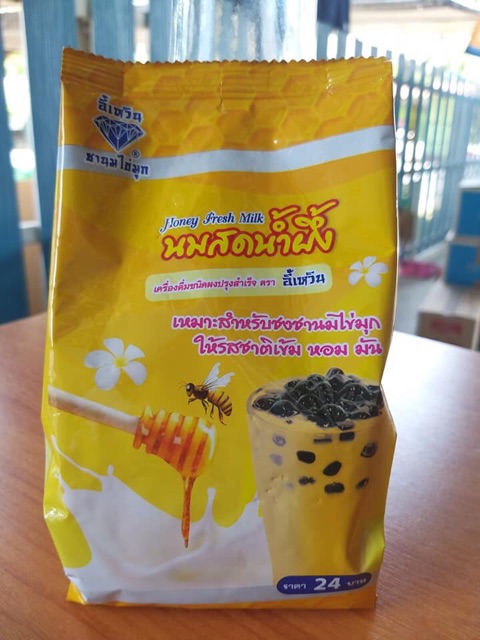 อี้เหวิน
®
ชานมไข่มุก
Honey Fresh Milk
นมสดน้ำผึ้ง
เครื่องดื่มชนิดผงปรุงสำเร็จ ตรา อี้เหวิน
เหมาะสำหรับชงชานมไข่มุก
ให้รสชาติเข้ม หอม มัน
ราคา 24 บาท